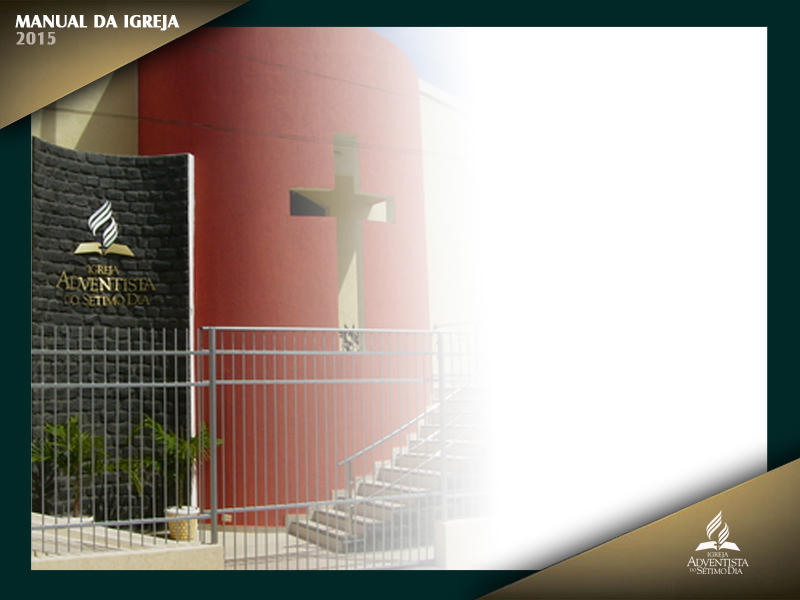 MANUAL DA IGREJA
2015
IGREJA
ADVENTISTA
DO SÉTIMO DIA
IGREJA
ADVENTISTA
DO SÉTIMO DIA